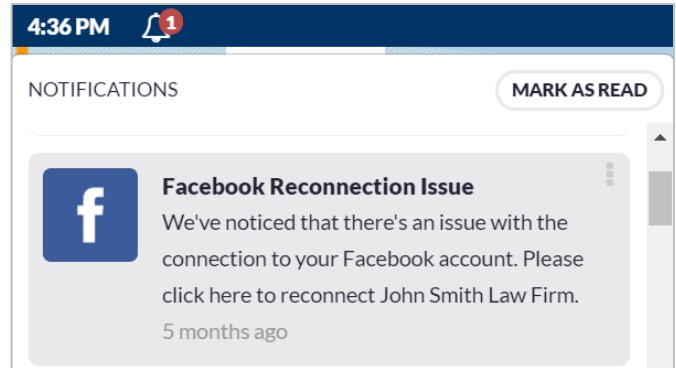 4:36 PM 1
NOTIFICATIONS MARK AS READ
f
Facebook Reconnection Issue
We've noticed that there's an issue with the
connection to your Facebook account. Please
click here to reconnect John Smith Law Firm.
5 months ago